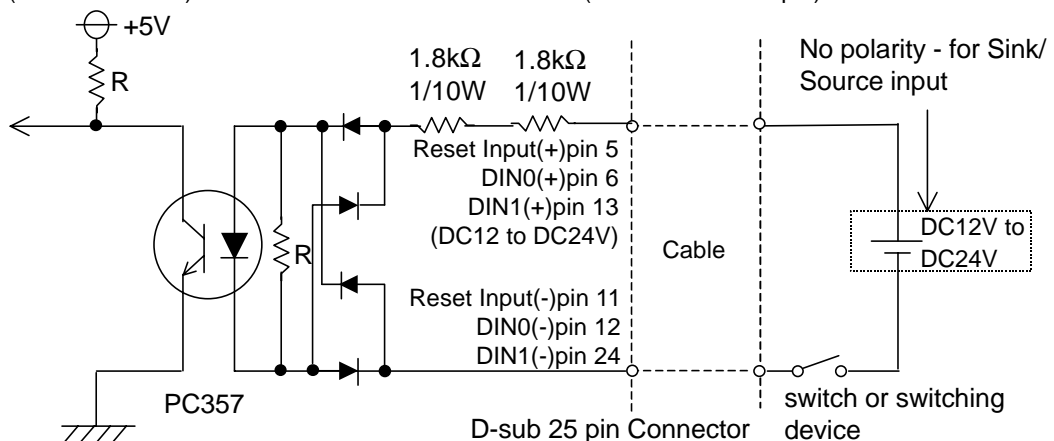 +5V
R
1.8kΩ 1.8kΩ
1/10W 1/10W
No polarity - for Sink/
Source input
Reset Input(+)pin 5
DIN0(+)pin 6
DIN1(+)pin 13
(DC12 to DC24V)
R
Cable
DC12V to
DC24V
Reset Input(-)pin 11
DIN0(-)pin 12
DIN1(-)pin 24
PC357
switch or switching
device
D-sub 25 pin Connector